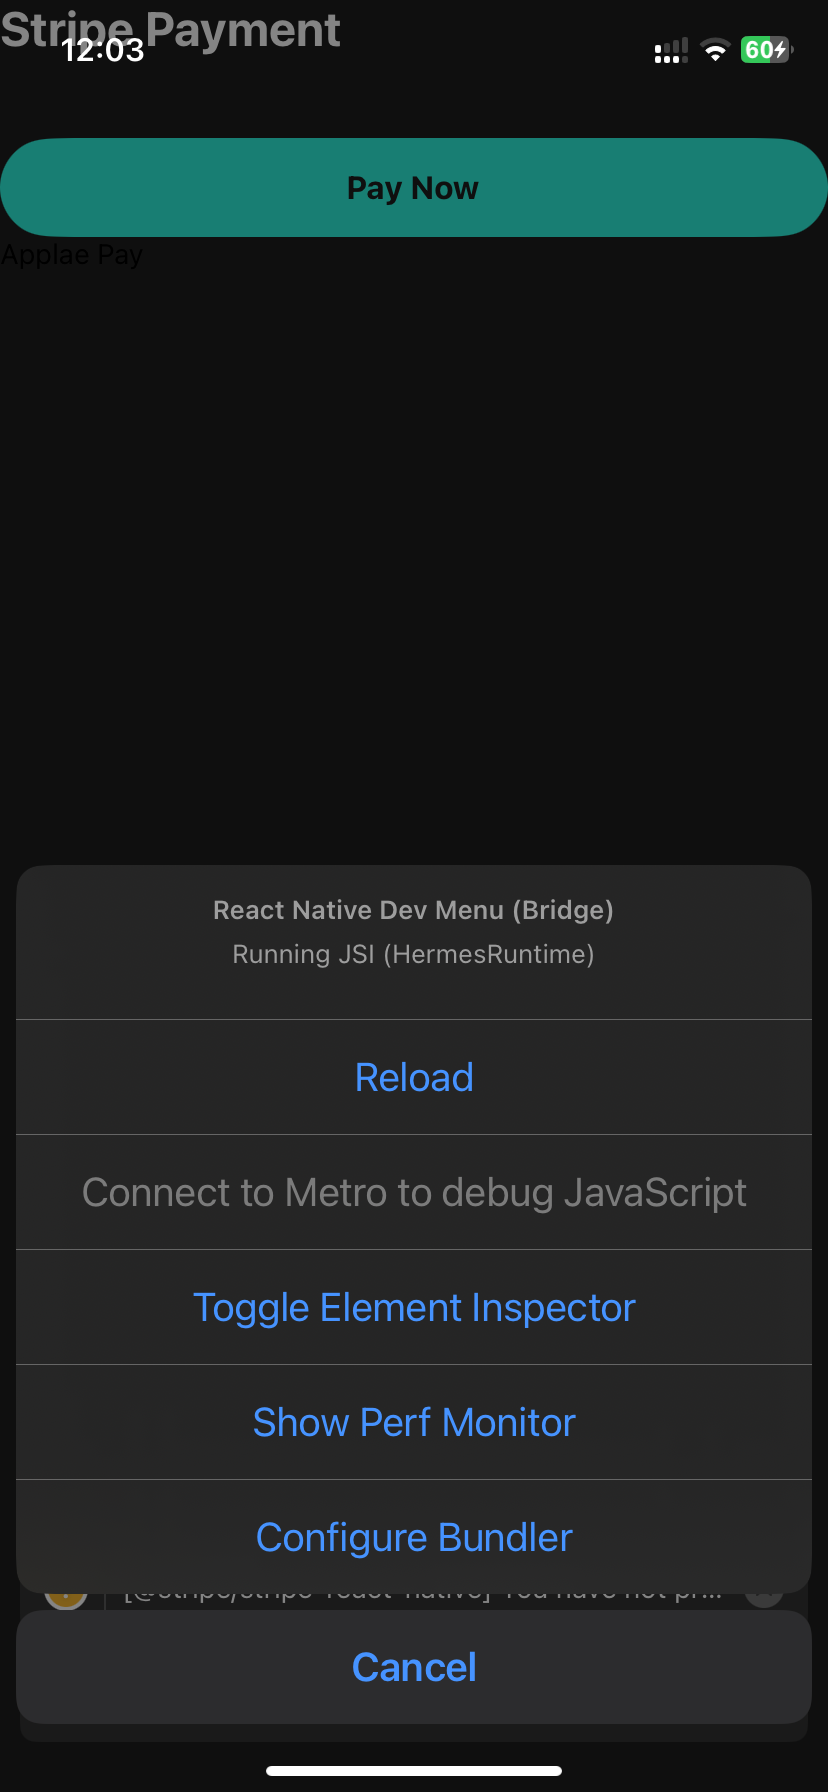 Stripe Payment
12:03
60
Pay Now
Applae Pay
React Native Dev Menu (Bridge)
Running JSI (HermesRuntime)
Reload
Connect to Metro to debug JavaScript
Toggle Element Inspector
Show Perf Monitor
Configure Bundler
[@stripe/stripe-react-native] You have not pr...
Cancel